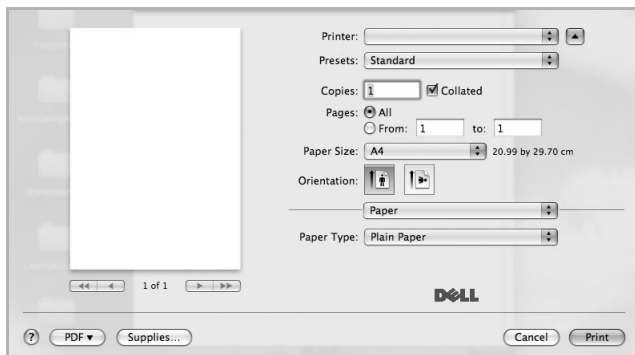 Printer:
Presets: Standard
Copies: 1 Collated
Pages: All
From: 1 to: 1
Paper Size: A4 20.99 by 29.70 cm
Orientation:
Paper
Paper Type: Plain Paper
1 of 1
DELL
? PDF▼ Supplies... Cancel Print